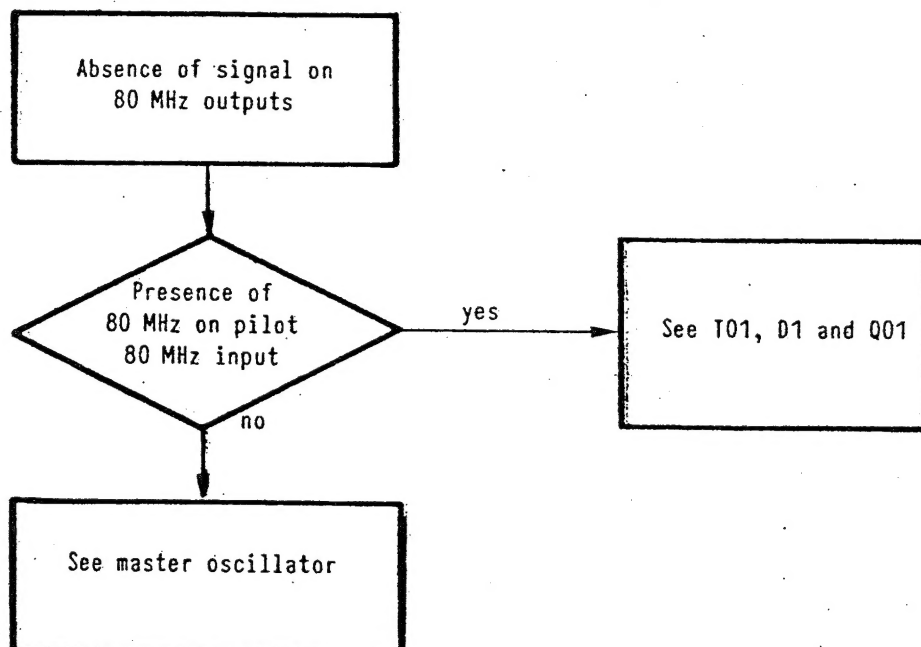 Absence of signal on
80 MHz outputs
Presence of
80 MHz on pilot
80 MHz input
yes
See T01, D1 and Q01
no
See master oscillator